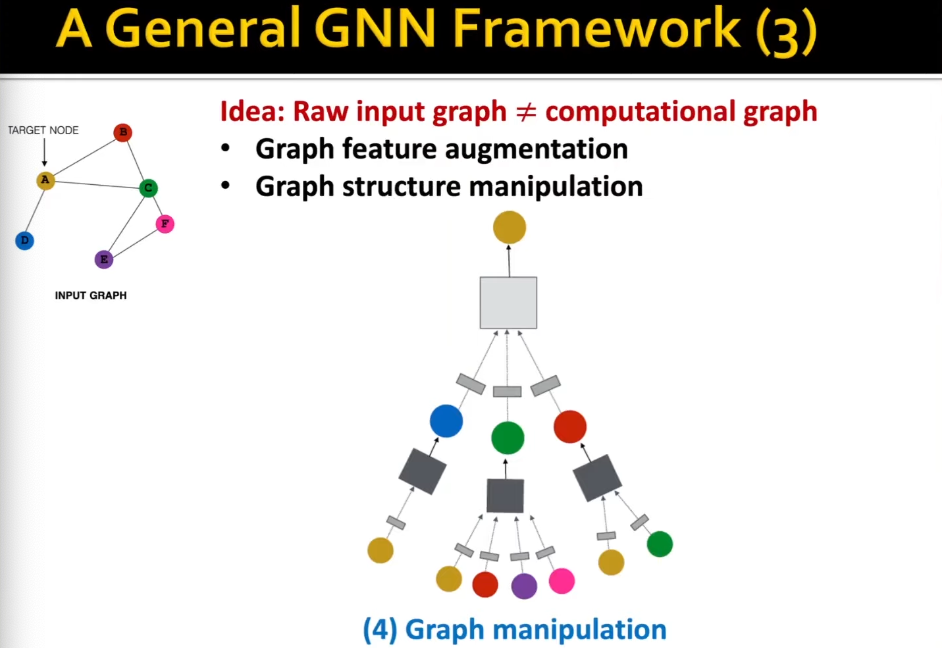 A General GNN Framework (3)
Idea: Raw input graph ≠ computational graph
• Graph feature augmentation
• Graph structure manipulation
TARGET NODE
B
A
C
F
D
E
INPUT GRAPH
(4) Graph manipulation